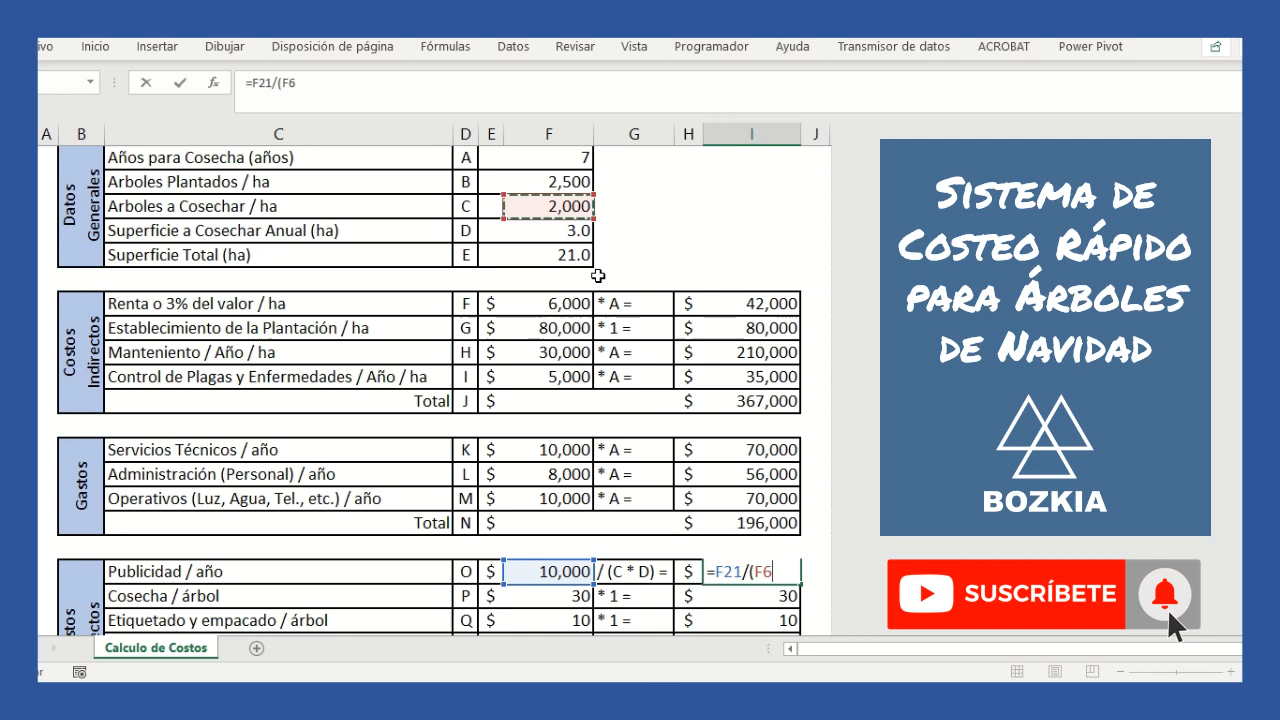 ivo Inicio Insertar Dibujar Disposición de página Fórmulas Datos Revisar Vista Programador Ayuda Transmisor de datos ACROBAT Power Pivot
fx =F21/(F6
A B C D E F G H I J
Datos Generales
Años para Cosecha (años) A 7
Arboles Plantados / ha B 2,500
Arboles a Cosechar / ha C 2,000
Superficie a Cosechar Anual (ha) D 3.0
Superficie Total (ha) E 21.0
Costos Indirectos
Renta o 3% del valor / ha F $ 6,000 * A = $ 42,000
Establecimiento de la Plantación / ha G $ 80,000 * 1 = $ 80,000
Manteniento / Año / ha H $ 30,000 * A = $ 210,000
Control de Plagas y Enfermedades / Año / ha I $ 5,000 * A = $ 35,000
Total J $ $ 367,000
Gastos
Servicios Técnicos / año K $ 10,000 * A = $ 70,000
Administración (Personal) / año L $ 8,000 * A = $ 56,000
Operativos (Luz, Agua, Tel., etc.) / año M $ 10,000 * A = $ 70,000
Total N $ $ 196,000
Publicidad / año O $ 10,000 / (C * D) = $ =F21/(F6
Cosecha / árbol P $ 30 * 1 = $ 30
Etiquetado y empacado / árbol Q $ 10 * 1 = $ 10
Calculo de Costos
Sistema de
Costeo Rápido
para Árboles
de Navidad
BOZKIA
SUSCRÍBETE